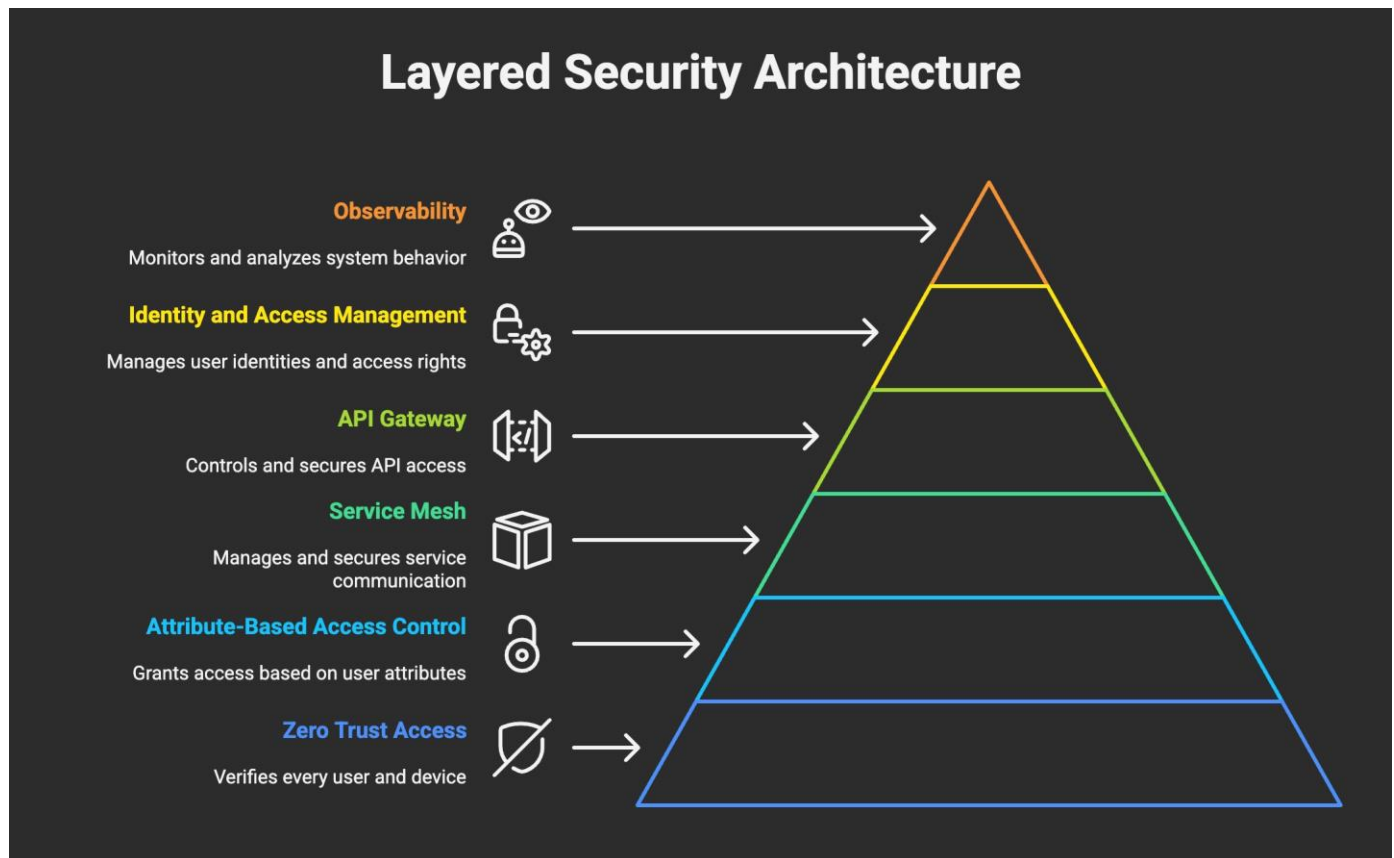 Layered Security Architecture
Observability
Monitors and analyzes system behavior
Identity and Access Management
Manages user identities and access rights
API Gateway
</>
Controls and secures API access
Service Mesh
Manages and secures service
communication
Attribute-Based Access Control
Grants access based on user attributes
Zero Trust Access
Verifies every user and device